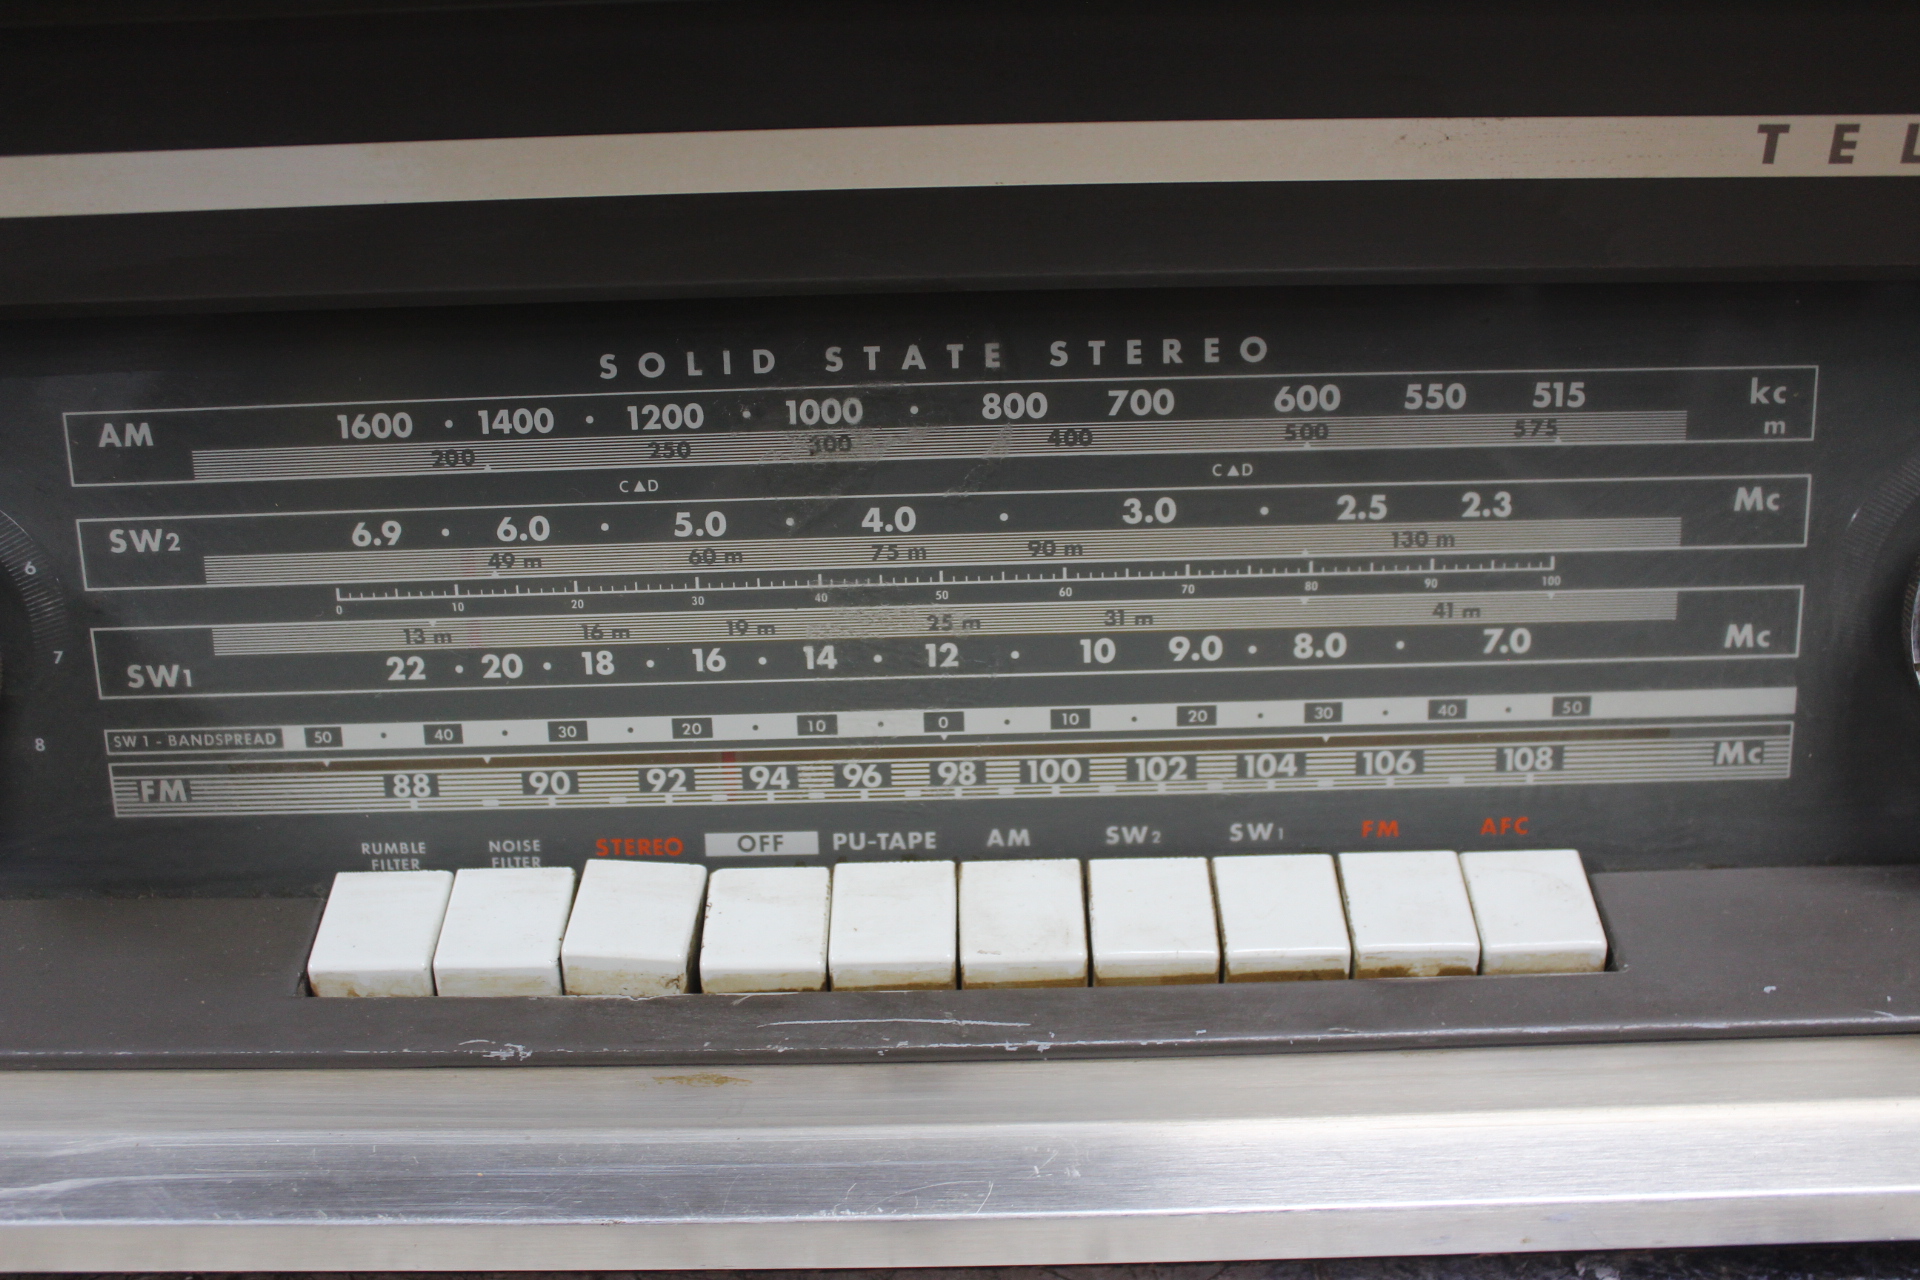 TEL
SOLID STATE STEREO
AM 1600 · 1400 · 1200 · 1000 · 800 700 600 550 515 kc
200 250 300 400 500 575 m
C▲D C▲D
SW2 6.9 · 6.0 · 5.0 · 4.0 · 3.0 · 2.5 2.3 Mc
49 m 60 m 75 m 90 m 130 m
6
0 10 20 30 40 50 60 70 80 90 100
13 m 16 m 19 m 25 m 31 m 41 m
7
SW1 22 · 20 · 18 · 16 · 14 · 12 · 10 9.0 · 8.0 · 7.0 Mc
8
SW 1 - BANDSPREAD 50 · 40 · 30 · 20 · 10 · 0 · 10 · 20 · 30 · 40 · 50
FM 88 90 92 94 96 98 100 102 104 106 108 Mc
RUMBLE FILTER NOISE FILTER STEREO OFF PU-TAPE AM SW2 SW1 FM AFC